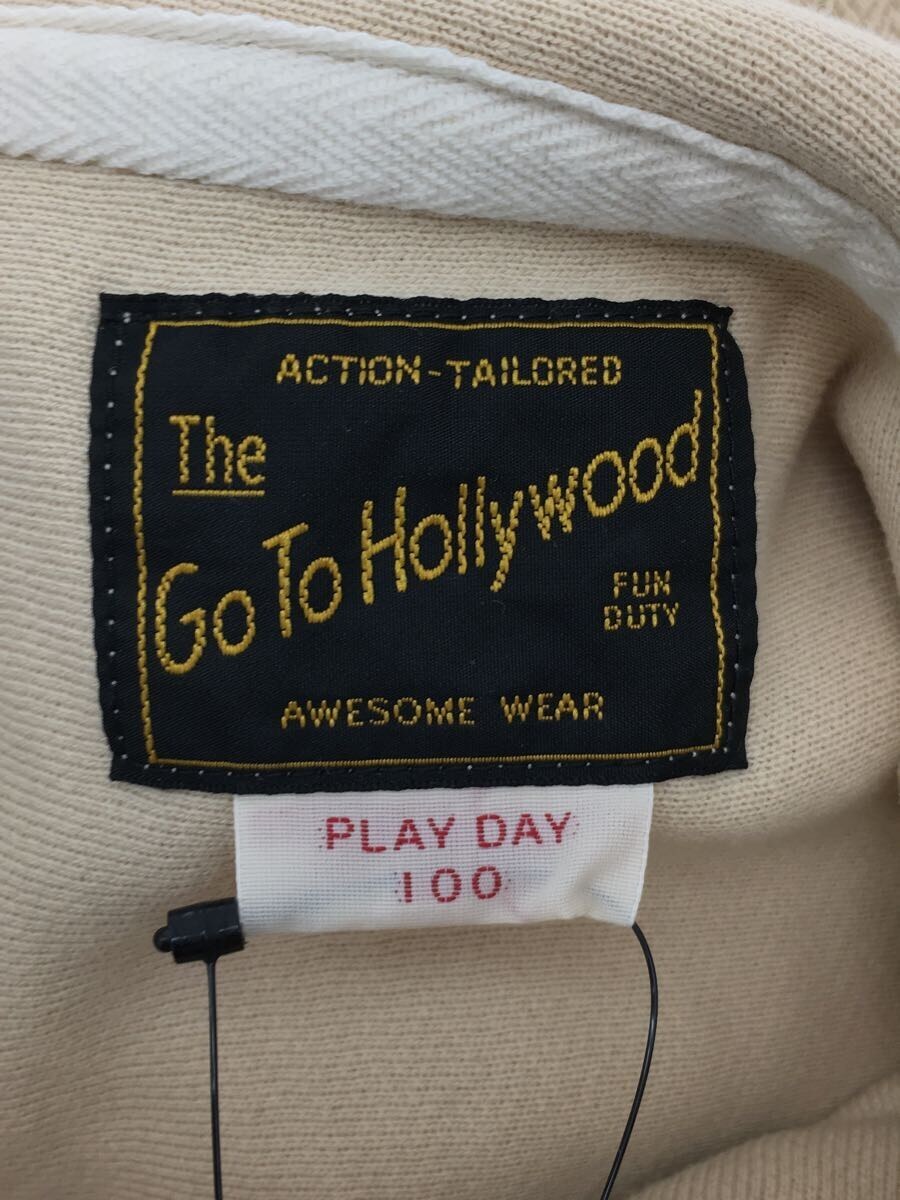 ACTION-TAILORED
The
Go To Hollywood
FUN
DUTY
AWESOME WEAR
PLAY DAY
100